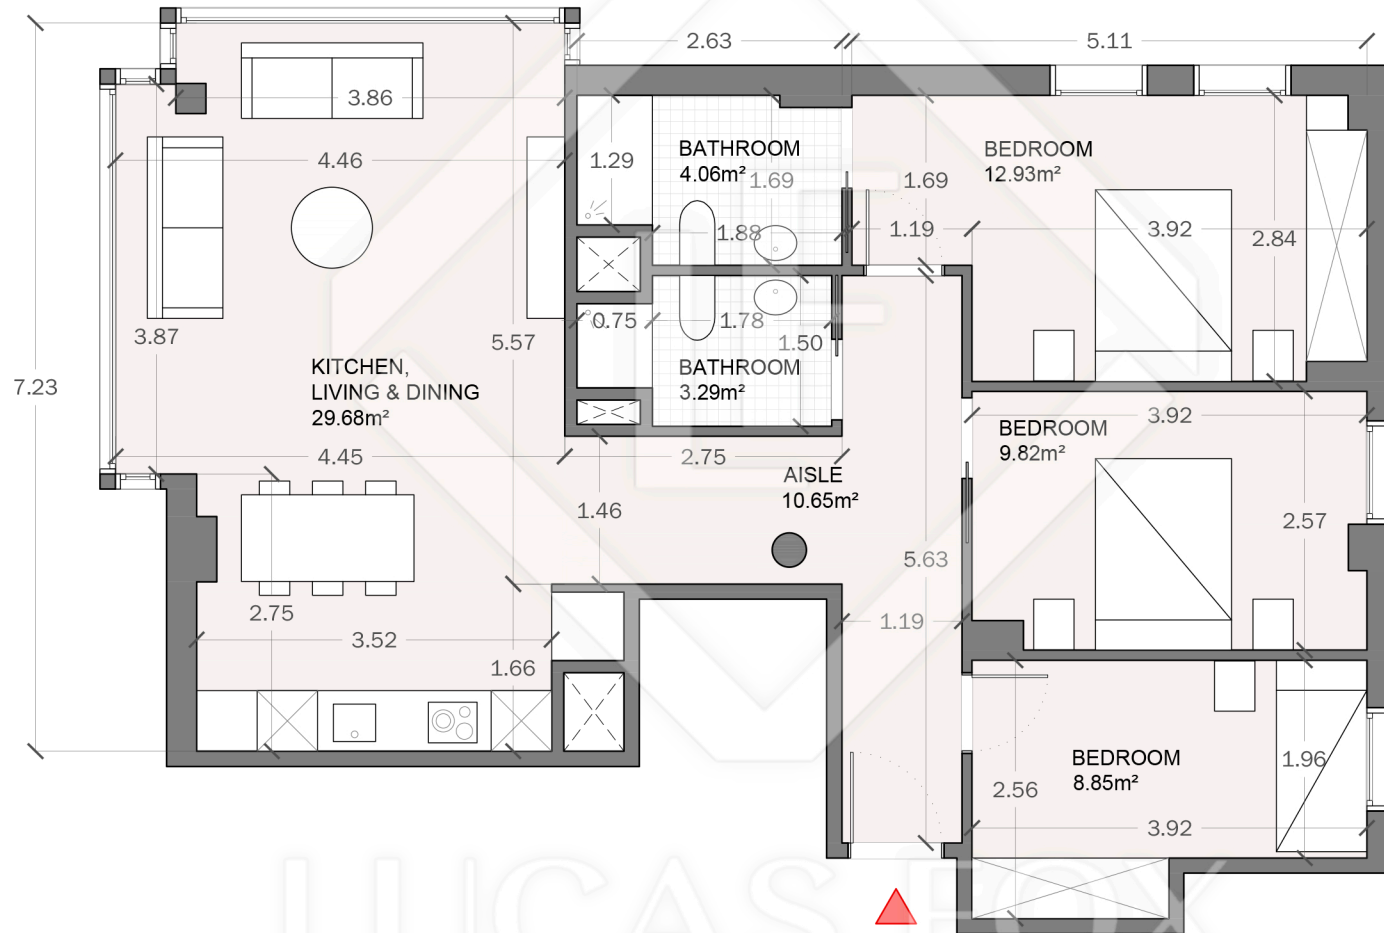 2.63
5.11
3.86
4.46
1.29
BATHROOM
4.06m²
1.69
1.88
1.69
1.19
BEDROOM
12.93m²
3.92
2.84
3.87
5.57
0.75
1.78
1.50
BATHROOM
3.29m²
7.23
KITCHEN,
LIVING & DINING
29.68m²
3.92
BEDROOM
9.82m²
4.45
2.75
AISLE
10.65m²
1.46
2.57
5.63
2.75
3.52
1.66
1.19
BEDROOM
8.85m²
1.96
2.56
3.92
LUCAS FOX